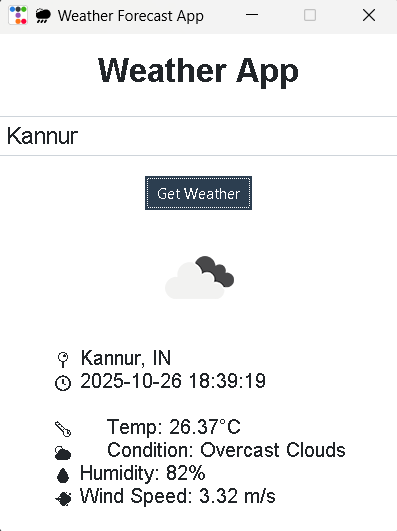 Weather Forecast App
Weather App
Kannur
Get Weather
Kannur, IN
2025-10-26 18:39:19
Temp: 26.37°C
Condition: Overcast Clouds
Humidity: 82%
Wind Speed: 3.32 m/s